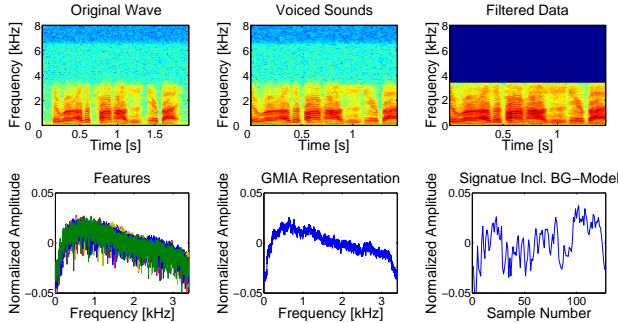 Original Wave
Voiced Sounds
Filtered Data
Frequency [kHz]
8
6
4
2
0
0
0.5
1
1.5
Time [s]
Frequency [kHz]
8
6
4
2
0
0
0.5
1
Time [s]
Frequency [kHz]
8
6
4
2
0
0.5
1
Time [s]
Features
GMIA Representation
Signatue Incl. BG−Model
Normalized Amplitude
0.05
0
−0.05
0
1
2
3
Frequency [kHz]
Normalized Amplitude
0.05
0
−0.05
0
1
2
3
Frequency [kHz]
Normalized Amplitude
0.05
0
−0.05
0
50
100
Sample Number